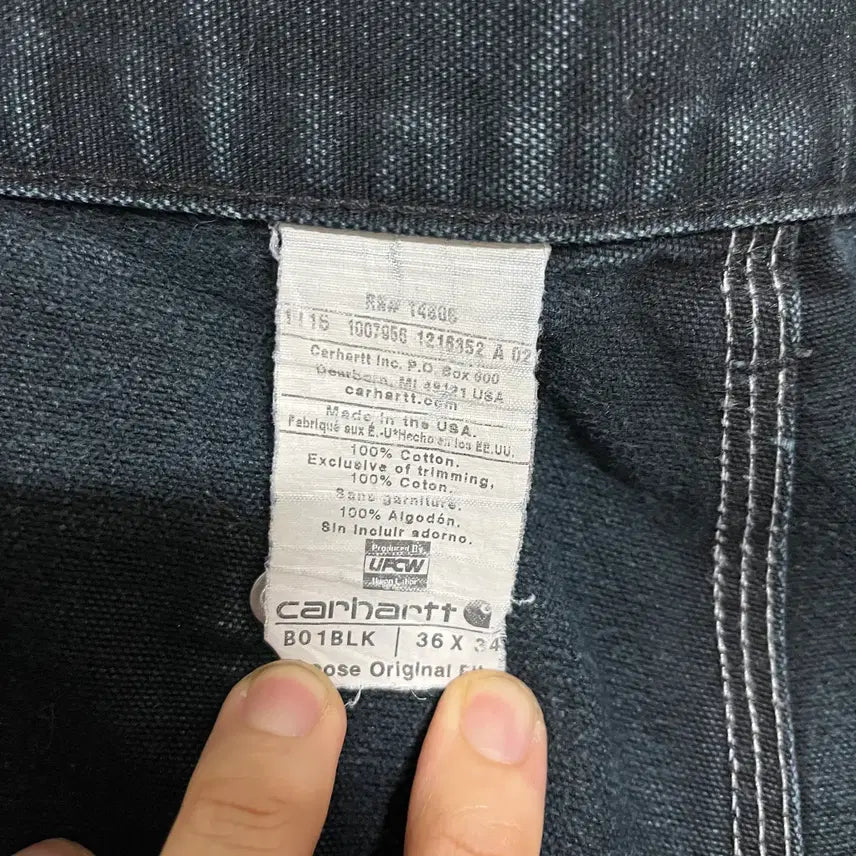 RN# 14806
1/16 1007956 1216352 A 02
Carhartt Inc. P.O. Box 600
Dearborn, MI 48121 USA
carhartt.com
Made in the USA.
Fabriqué aux É.-U*Hecho en los EE.UU.
100% Cotton.
Exclusive of trimming,
100% Coton.
Sans garniture.
100% Algodón.
Sin incluir adorno.
Produced By
UFCW
Union Labor
carhartt
B01BLK | 36 X 34
Original